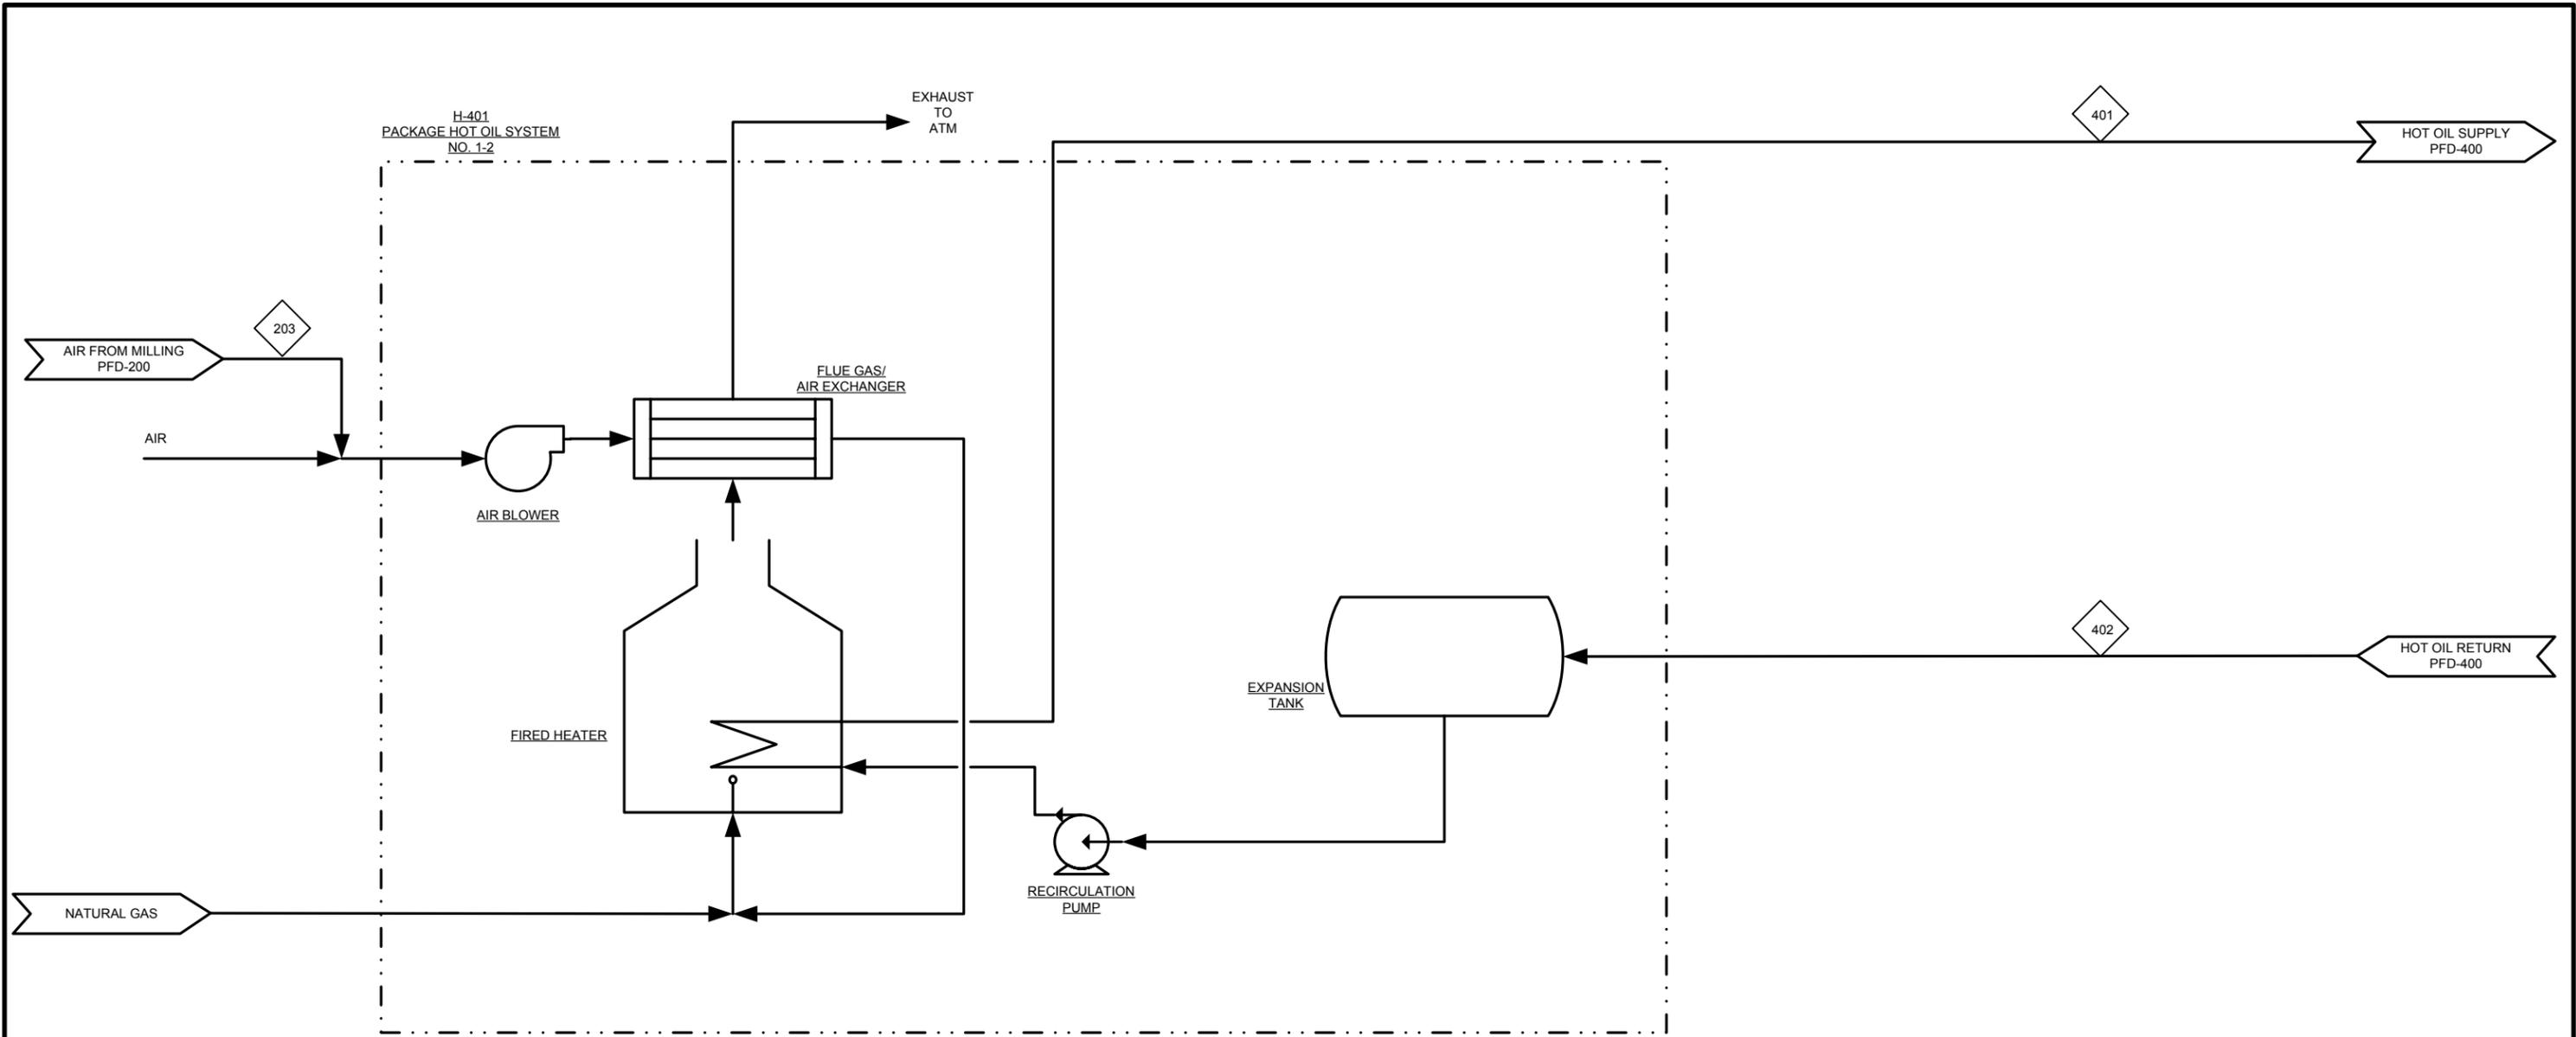 EXHAUST
TO
ATM
H-401
PACKAGE HOT OIL SYSTEM
NO. 1-2
401
HOT OIL SUPPLY
PFD-400
203
AIR FROM MILLING
PFD-200
FLUE GAS/
AIR EXCHANGER
AIR
AIR BLOWER
402
HOT OIL RETURN
PFD-400
EXPANSION
TANK
FIRED HEATER
RECIRCULATION
PUMP
NATURAL GAS